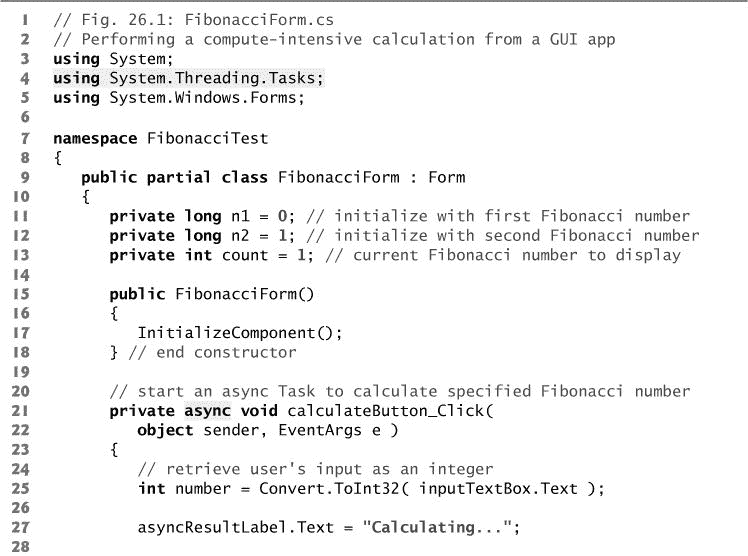 1 // Fig. 26.1: FibonacciForm.cs
2 // Performing a compute-intensive calculation from a GUI app
3 using System;
4 using System.Threading.Tasks;
5 using System.Windows.Forms;
6
7 namespace FibonacciTest
8 {
9    public partial class FibonacciForm : Form
10    {
11       private long n1 = 0; // initialize with first Fibonacci number
12       private long n2 = 1; // initialize with second Fibonacci number
13       private int count = 1; // current Fibonacci number to display
14
15       public FibonacciForm()
16       {
17          InitializeComponent();
18       } // end constructor
19
20       // start an async Task to calculate specified Fibonacci number
21       private async void calculateButton_Click(
22          object sender, EventArgs e )
23       {
24          // retrieve user's input as an integer
25          int number = Convert.ToInt32( inputTextBox.Text );
26
27          asyncResultLabel.Text = "Calculating...";
28